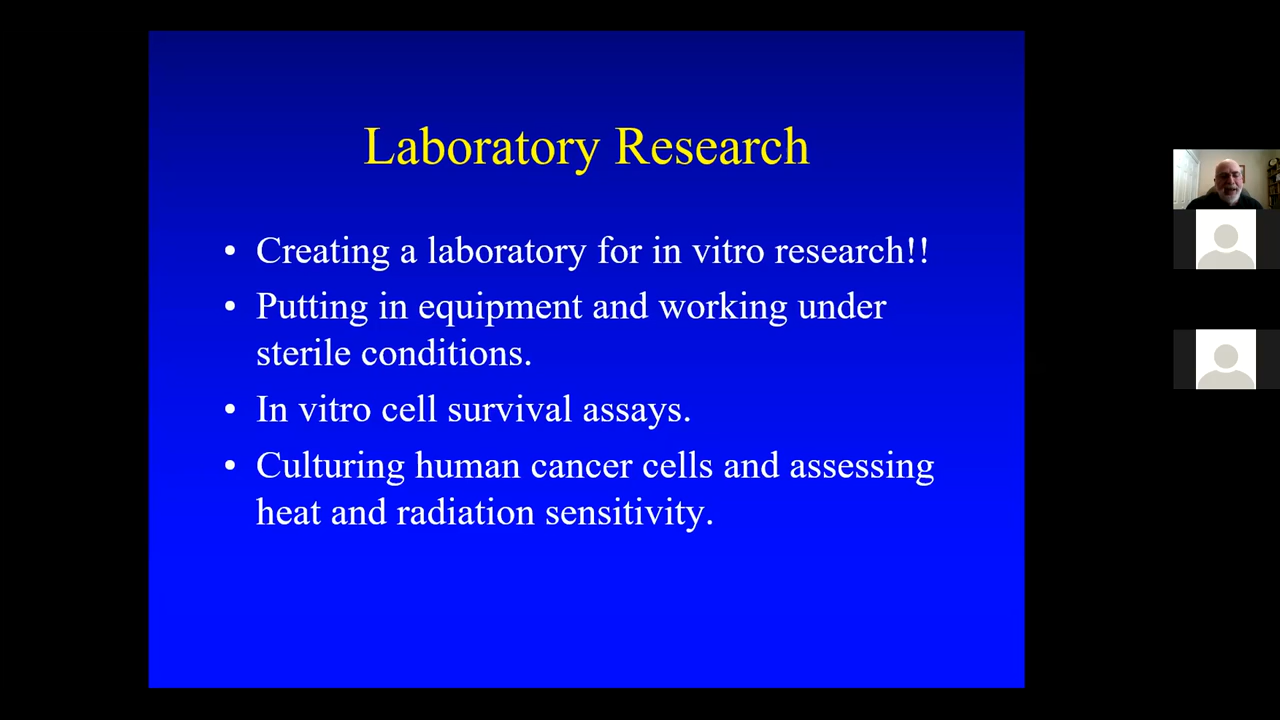 Laboratory Research
• Creating a laboratory for in vitro research!!
• Putting in equipment and working under
sterile conditions.
• In vitro cell survival assays.
• Culturing human cancer cells and assessing
heat and radiation sensitivity.